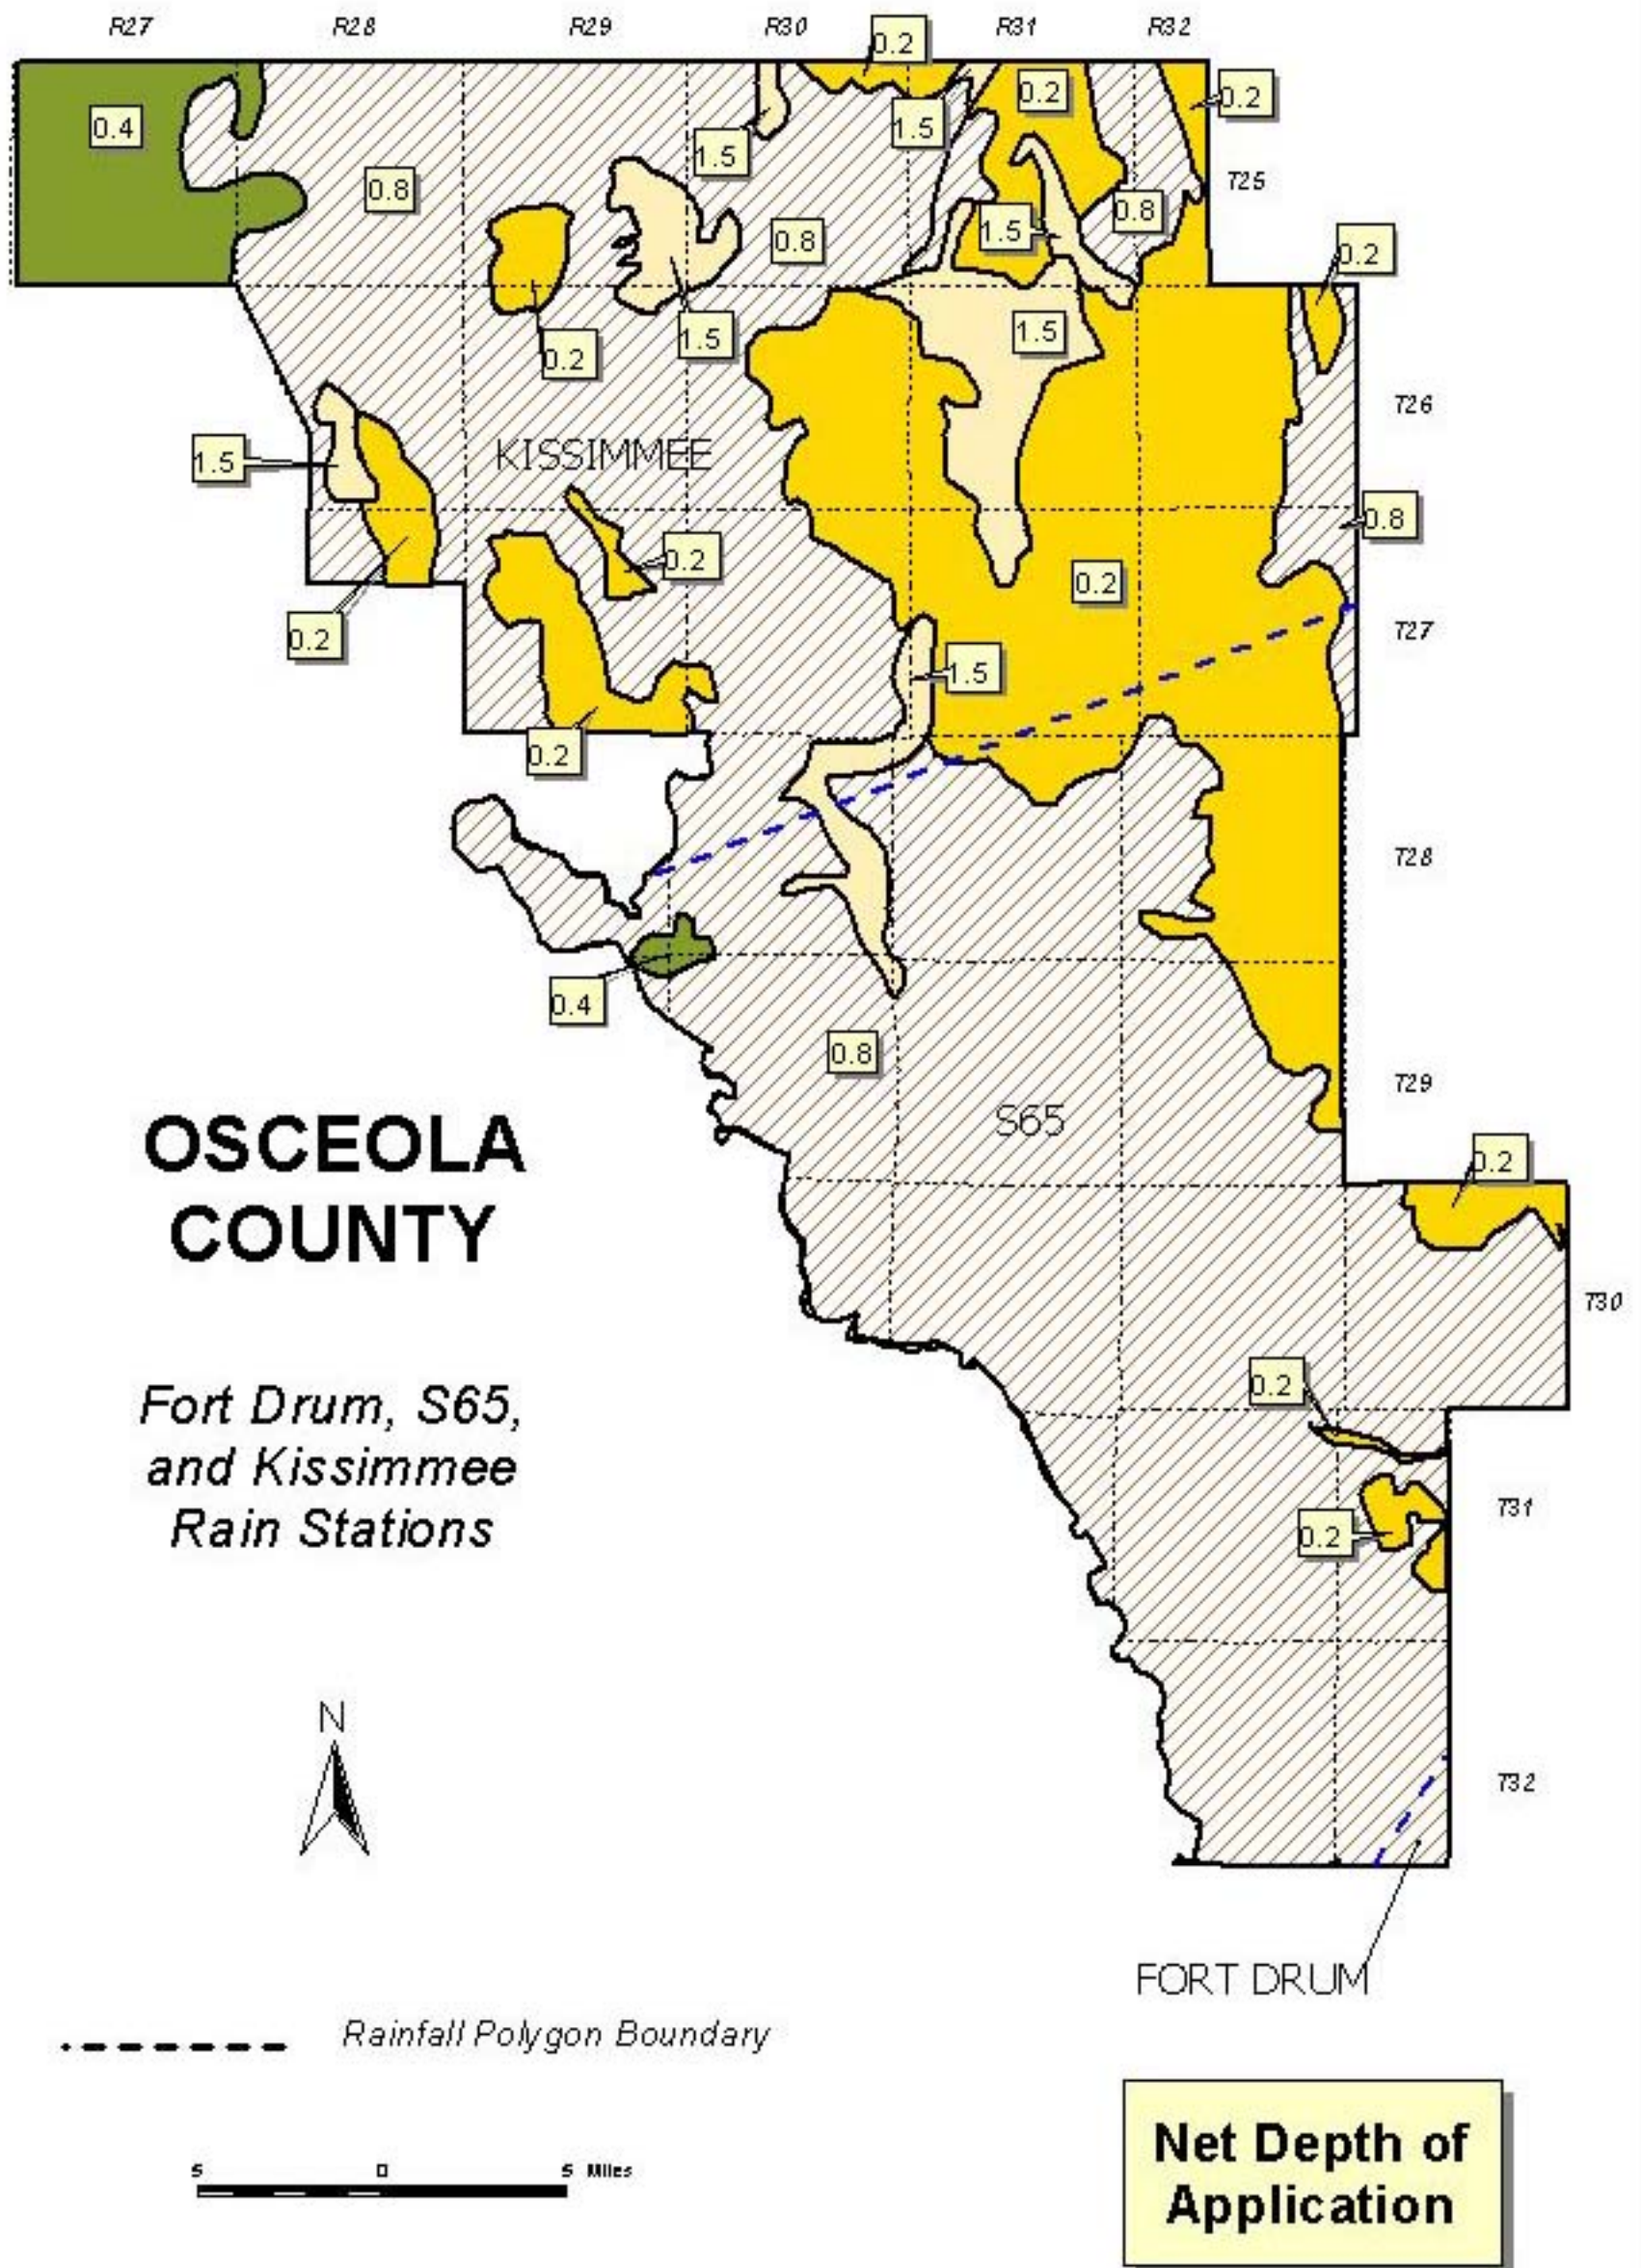 R27 R28 R29 R30 R31 R32
0.2
0.4
0.2
0.2
1.5
1.5
0.8
T25
0.8
1.5
0.8
0.2
1.5
1.5
0.2
T26
1.5
KISSIMMEE
0.8
0.2
0.2
0.2
T27
1.5
0.2
T28
0.4
0.8
T29
S65
OSCEOLA
COUNTY
0.2
T30
0.2
Fort Drum, S65,
and Kissimmee
Rain Stations
T31
0.2
N
T32
FORT DRUM
Rainfall Polygon Boundary
5 0 5 Miles
Net Depth of
Application